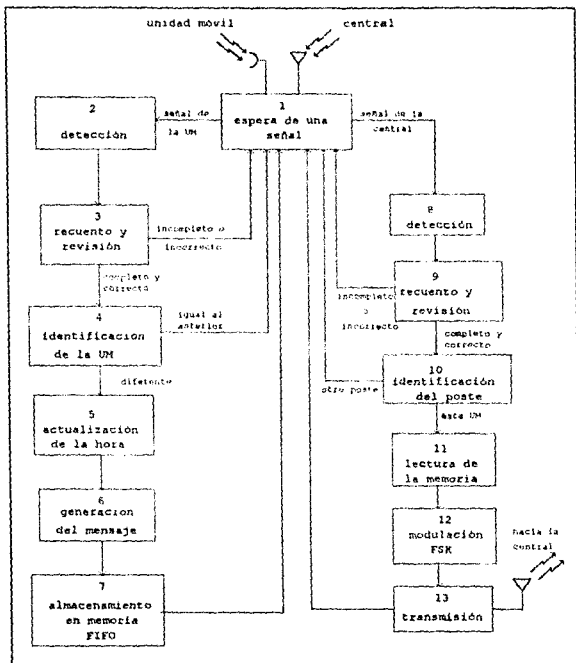 unidad móvil
central
1
espera de una
señal
señal de
la UM
señal de la
central
2
detección
3
recuento y
revisión
incompleto o
incorrecto
completo y
correcto
4
identificacion
de la UM
igual al
anterior
diferente
5
actualización
de la hora
6
generacion
del mensaje
7
almacenamiento
en memoria
FIFO
8
detección
9
recuento y
revisión
incompleto
o
incorrecto
completo y
correcto
10
identificación
del poste
otro poste
esta UM
11
lectura de
la memoria
12
modulación
FSK
hacia la
central
13
transmisión